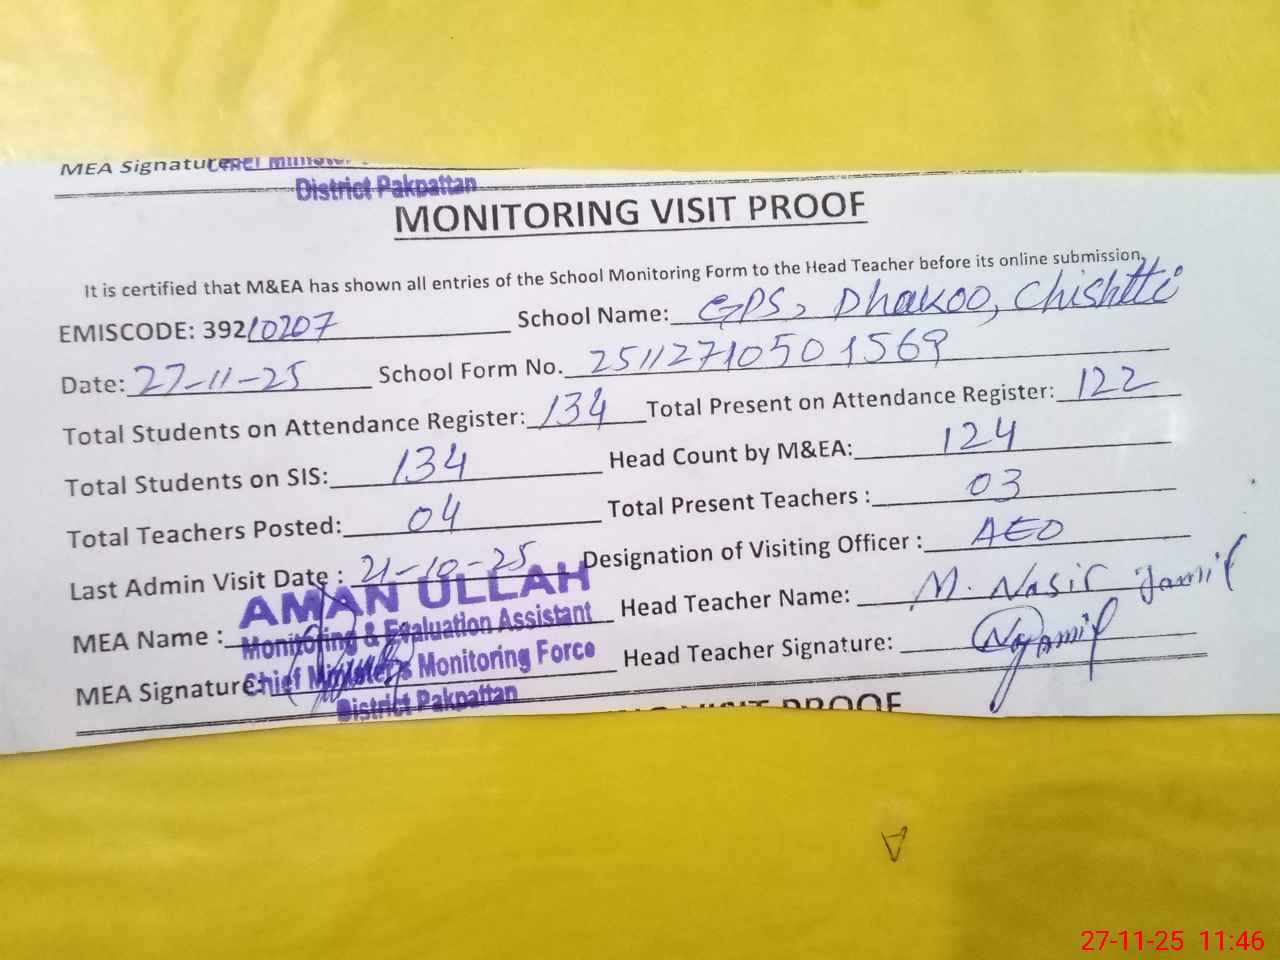 MEA Signature
District Pakpattan
MONITORING VISIT PROOF
It is certified that M&EA has shown all entries of the School Monitoring Form to the Head Teacher before its online submission.
EMISCODE: 39210207 School Name: GPS, Dhakoo, Chishtti
Date: 27-11-25 School Form No. 25112710501569
Total Students on Attendance Register: 134 Total Present on Attendance Register: 122
Total Students on SIS: 134 Head Count by M&EA: 124
Total Teachers Posted: 04 Total Present Teachers : 03
Last Admin Visit Date : 21-10-25 Designation of Visiting Officer : AEO
MEA Name : AMAN ULLAH Head Teacher Name: M. Nasir Jamil
Monitoring & Evaluation Assistant
MEA Signature: Chief Minister's Monitoring Force Head Teacher Signature:
District Pakpattan
VISIT PROOF
27-11-25 11:46